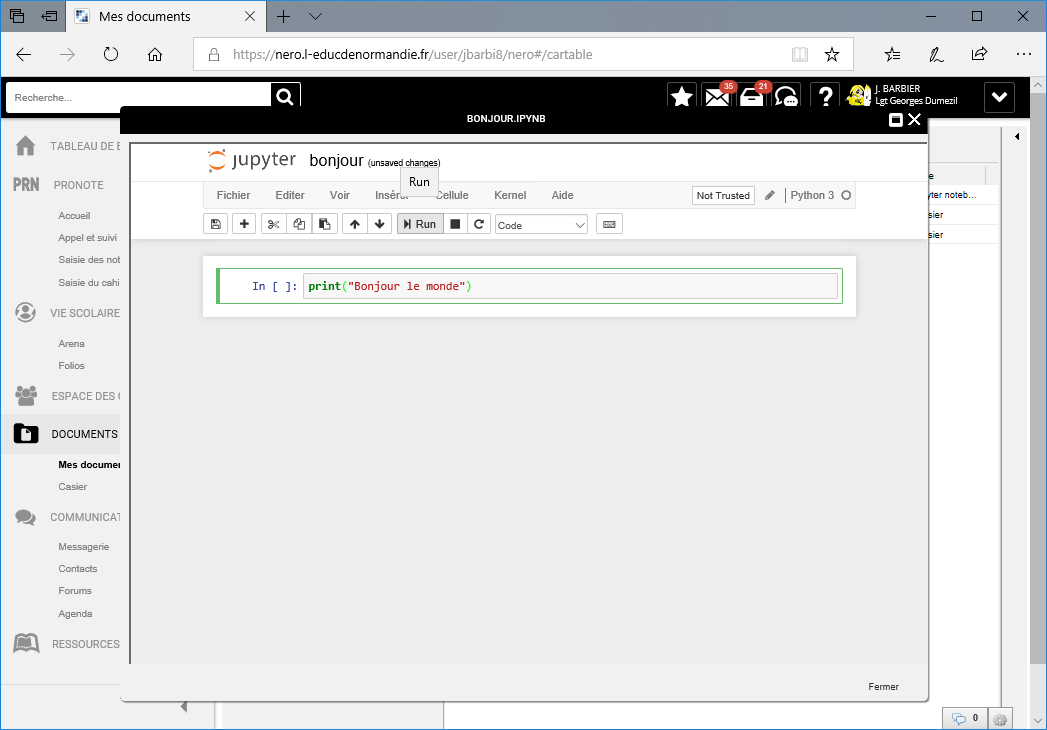 Mes documents
https://nero.l-educdenormandie.fr/user/jbarbi8/nero#/cartable
Recherche...
35
21
?
J. BARBIER
Lgt Georges Dumezil
BONJOUR.IPYNB
TABLEAU DE B
PRN PRONOTE
Accueil
Appel et suivi
Saisie des not
Saisie du cahi
VIE SCOLAIRE
Arena
Folios
ESPACE DES
DOCUMENTS
Mes documen
Casier
COMMUNICAT
Messagerie
Contacts
Forums
Agenda
RESSOURCES
jupyter bonjour (unsaved changes)
Run
Fichier Editer Voir Insérer Cellule Kernel Aide
Not Trusted Python 3
Run Code
In [ ]: print("Bonjour le monde")
e
yter noteb...
sier
sier
Fermer
0